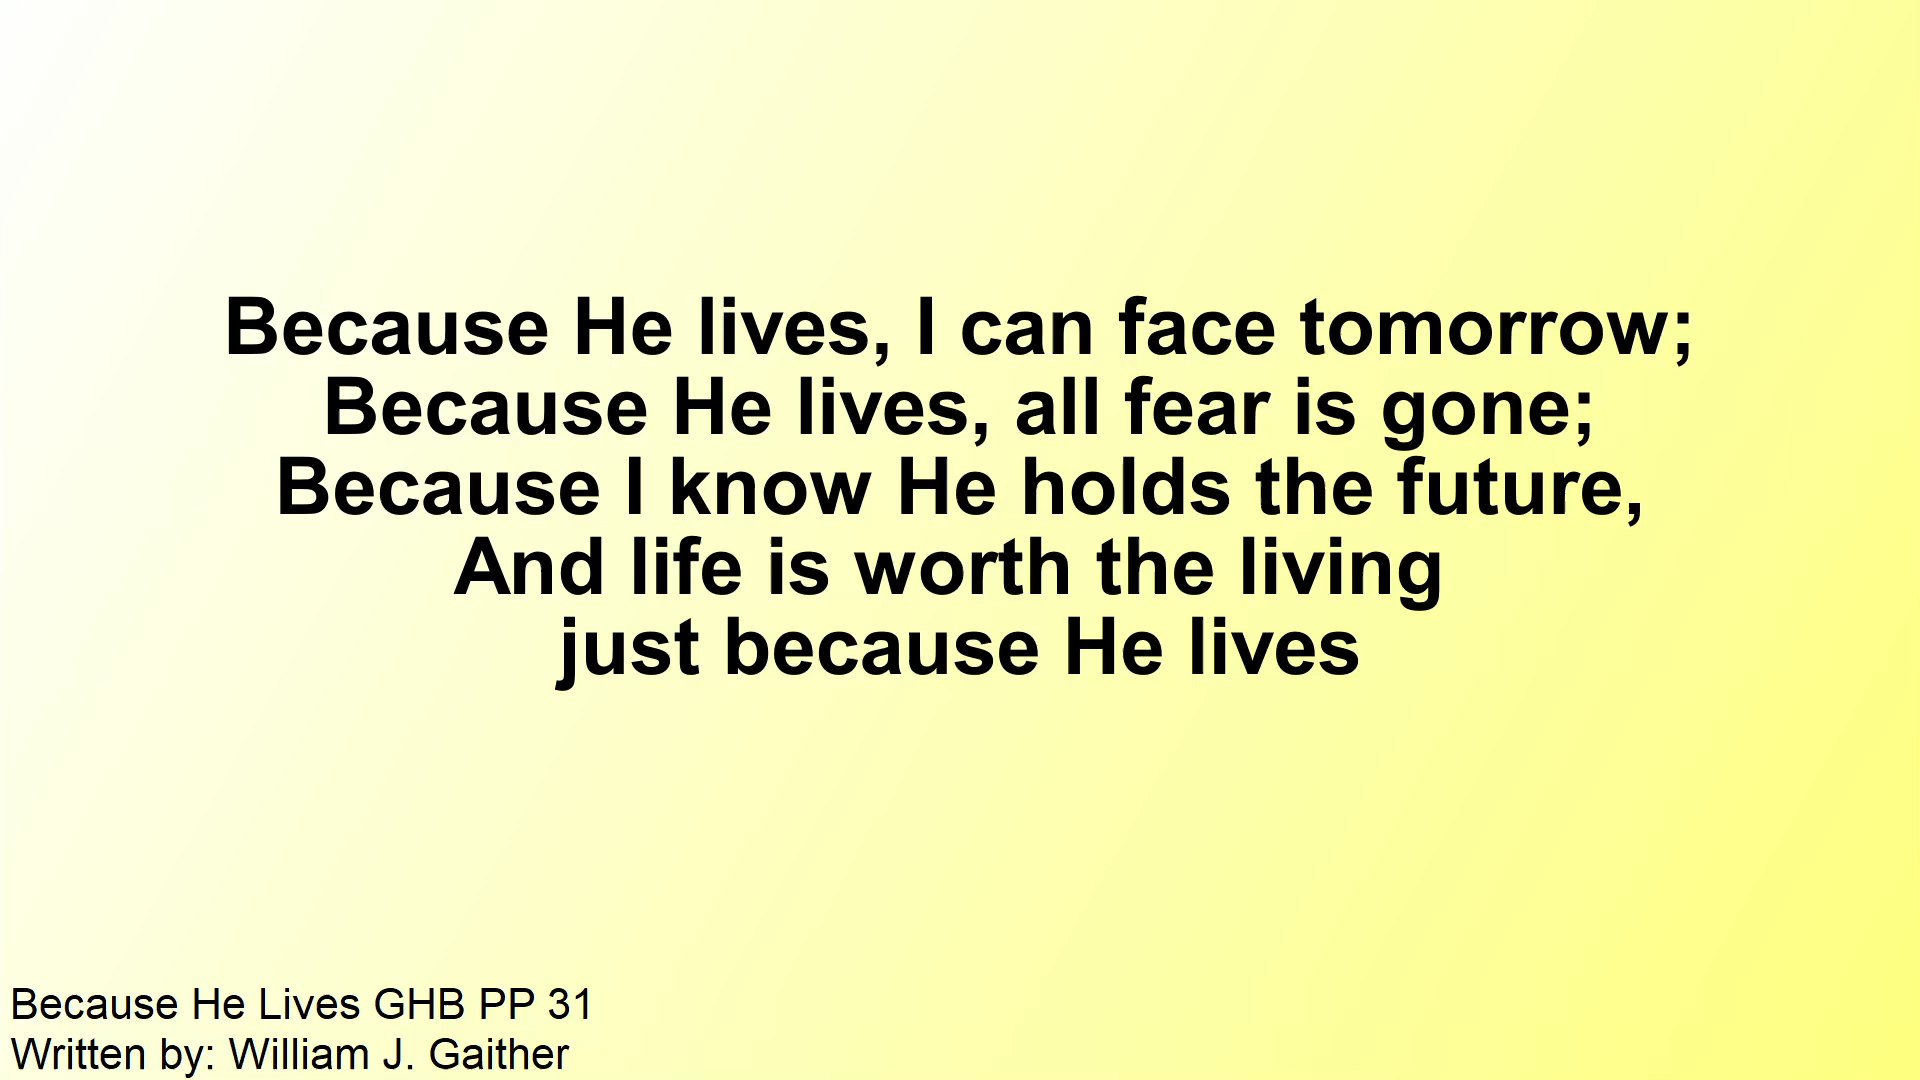 Because He lives, I can face tomorrow;
Because He lives, all fear is gone;
Because I know He holds the future,
And life is worth the living
just because He lives
Because He Lives GHB PP 31
Written by: William J. Gaither